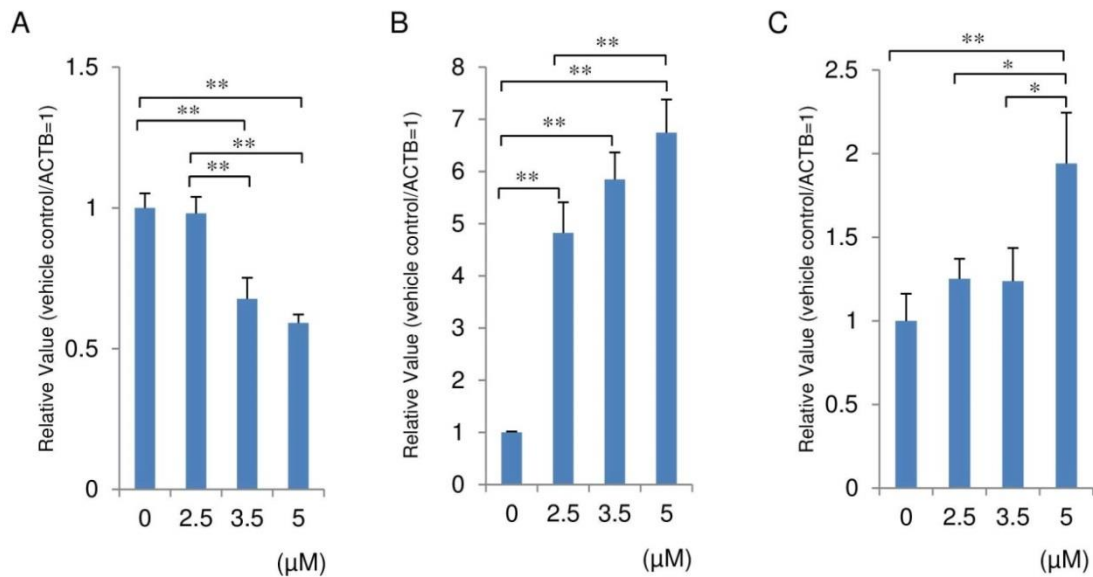 A
Relative Value (vehicle control/ACTB=1)
1.5
1
0.5
0
**
**
**
**
0 2.5 3.5 5
(μM)
B
Relative Value (vehicle control/ACTB=1)
8
7
6
5
4
3
2
1
0
**
**
**
**
0 2.5 3.5 5
(μM)
C
Relative Value (vehicle control/ACTB=1)
2.5
2
1.5
1
0.5
0
**
*
*
0 2.5 3.5 5
(μM)